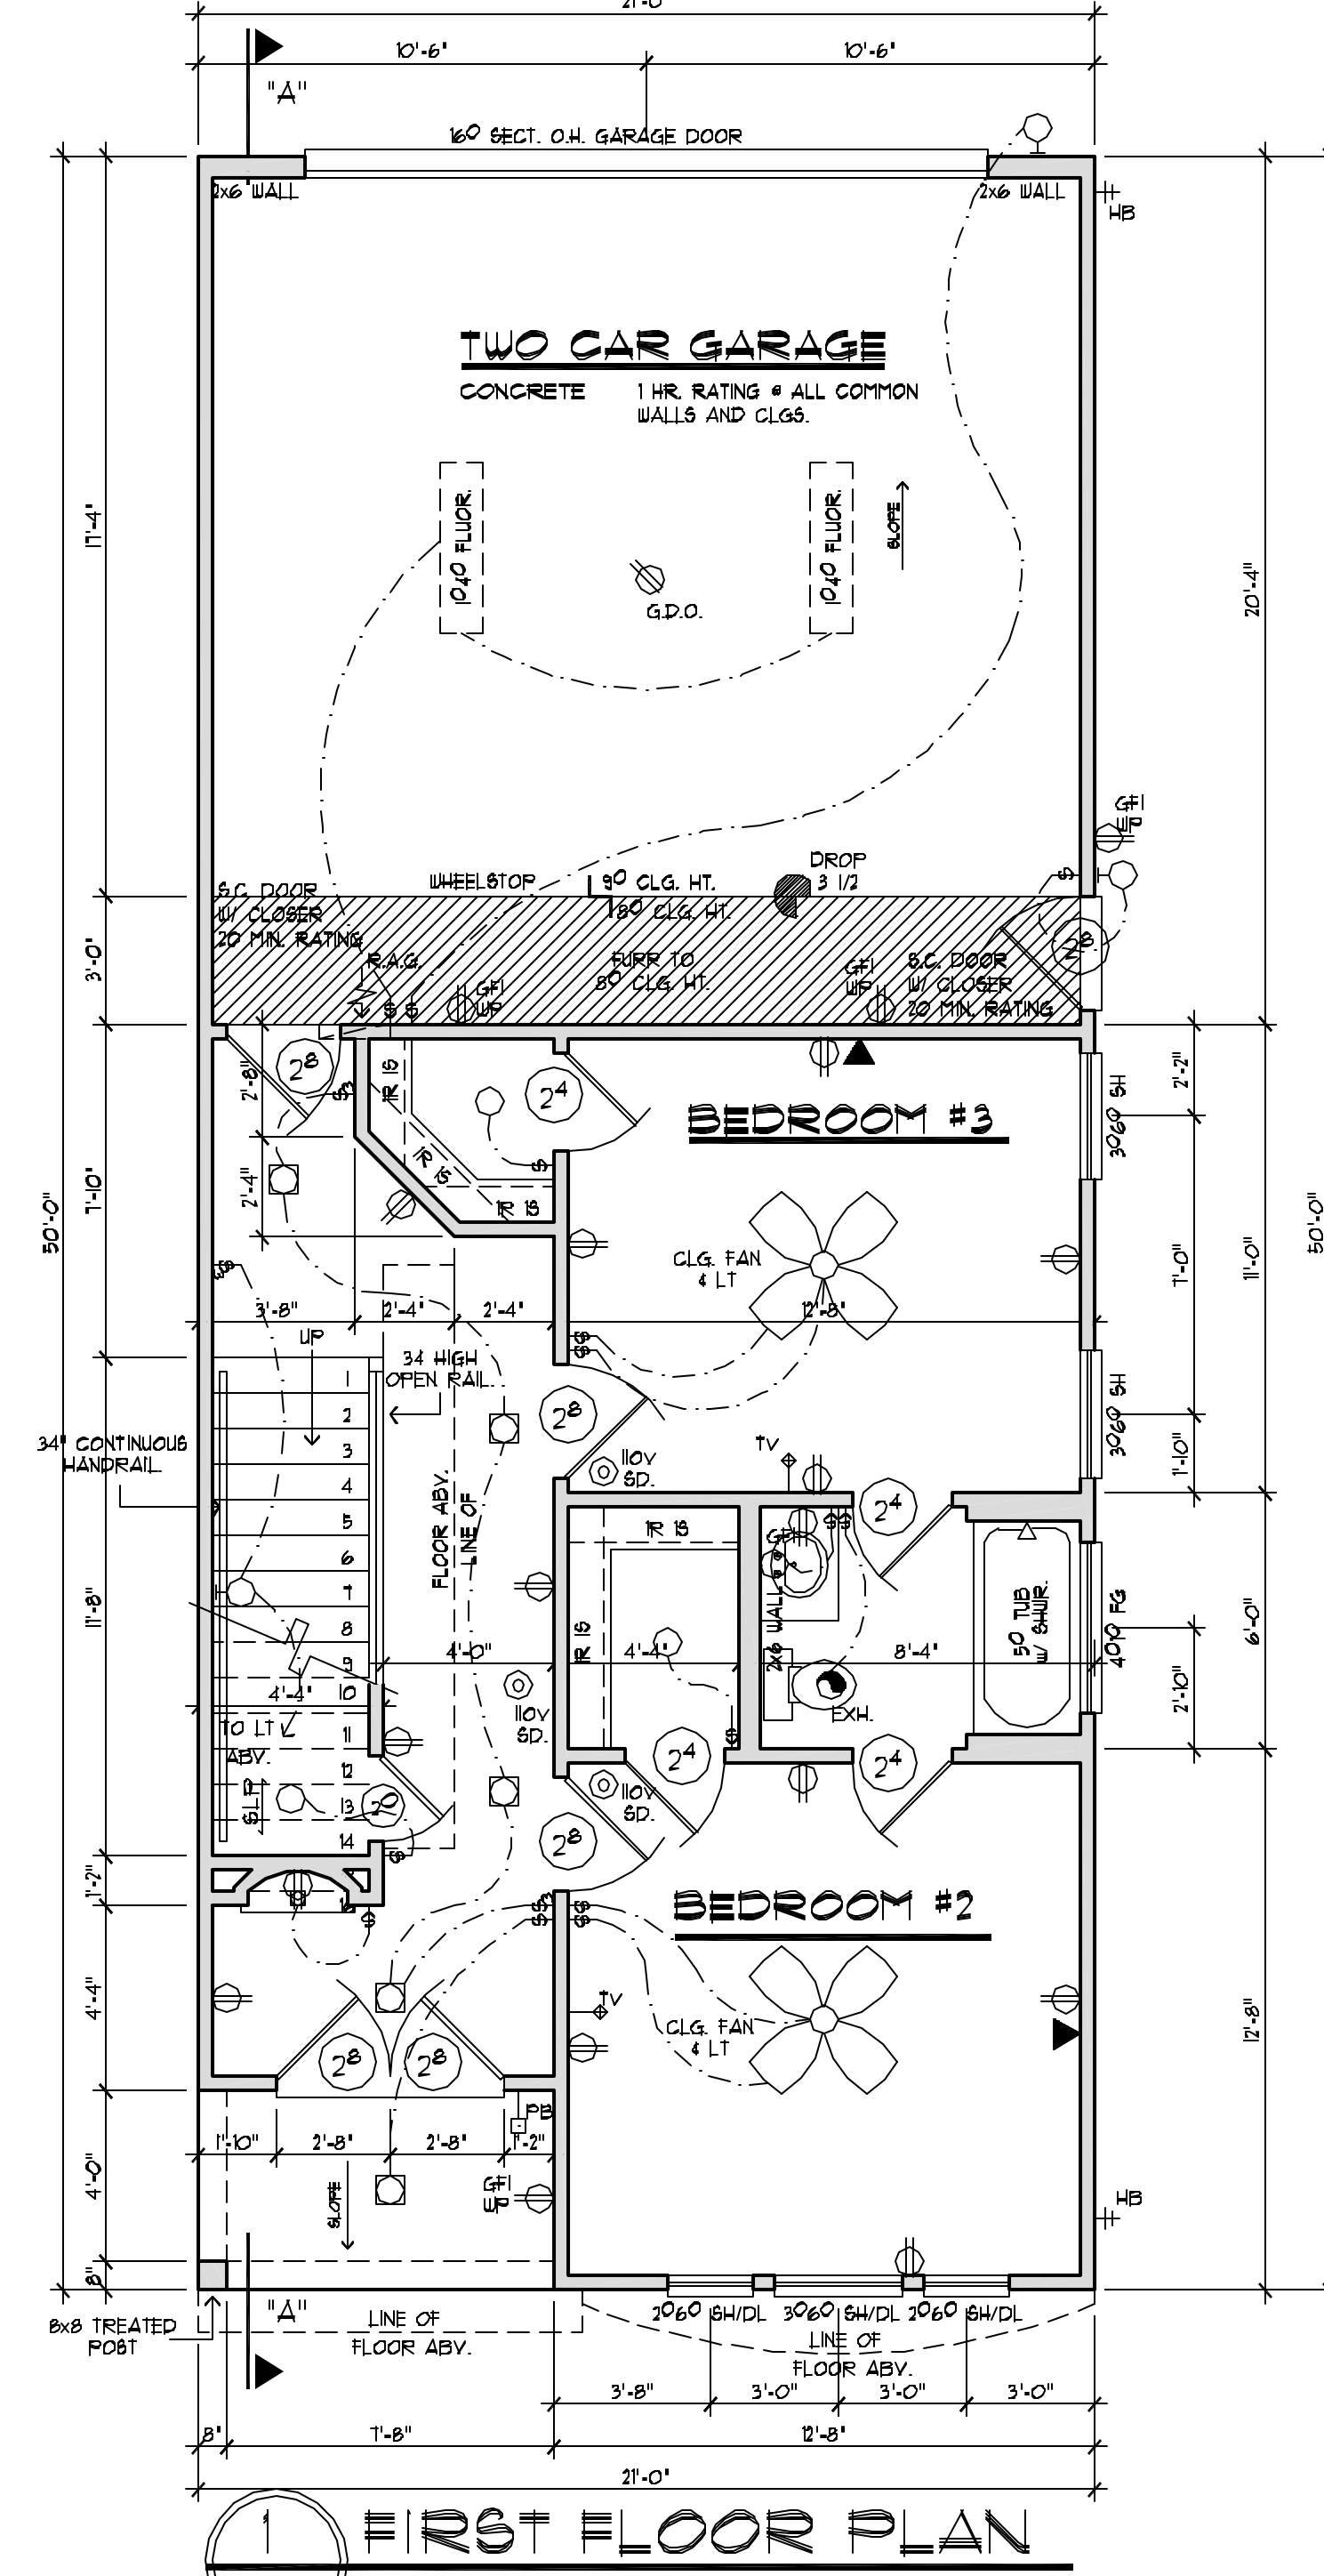 21'-0"
10'-6" 10'-6"
"A"
16⁰ SECT. O.H. GARAGE DOOR
2x6 WALL 2x6 WALL
HB
TWO CAR GARAGE
CONCRETE 1 HR. RATING @ ALL COMMON
WALLS AND CLGS.
17'-4"
1040 FLUOR. 1040 FLUOR.
SLOPE
20'-4"
G.D.O.
GFI
WP
DROP
3 1/2
S.C. DOOR
W/ CLOSER
20 MIN. RATING
WHEELSTOP
9⁰ CLG. HT.
8⁰ CLG. HT.
S
2⁸
3'-0"
R.A.G.
FURR TO
8⁰ CLG. HT.
GFI
WP
S.C. DOOR
W/ CLOSER
20 MIN. RATING
S S
GFI
WP
2'-8"
2⁸
S3
1R 1S
2⁴
2'-2"
3060 SH
BEDROOM #3
7'-10"
50'-0"
2'-4"
1R 1S
S
1R 1S
50'-0"
7'-0"
11'-0"
CLG. FAN
& LT
S3
3'-8" 2'-4" 2'-4" 12'-8"
UP
S
S
34 HIGH
OPEN RAIL.
1
2
3
4
5
6
7
8
9
10
11
12
13
14
2⁸
3060 SH
1'-10"
34" CONTINUOUS
HANDRAIL
110V
SD.
TV
FLOOR ABV.
LINE OF
2⁴
1R 1S
GFI
S S
1R 1S
2x6 WALL
50 TUB
W/ SHWR.
4010 FG
11'-8"
6'-0"
4'-0" 4'-4" 8'-4"
4'-4"
EXH.
2'-10"
TO LT
ABV.
110V
SD.
S
2⁴ 2⁴
SLP
2⁰
110V
SD.
2⁸
S
1'-2"
S
S S3
S
S
BEDROOM #2
4'-4"
TV
CLG. FAN
& LT
12'-8"
2⁸ 2⁸
PB
1'-10" 2'-8" 2'-8" 1'-2"
4'-0"
SLOPE
GFI
WP
HB
8"
"A"
8x8 TREATED
POST
LINE OF
FLOOR ABV.
2060 SH/DL 3060 SH/DL 2060 SH/DL
LINE OF
FLOOR ABV.
3'-8" 3'-0" 3'-0" 3'-0"
8" 7'-8" 12'-8"
21'-0"
1 FIRST FLOOR PLAN